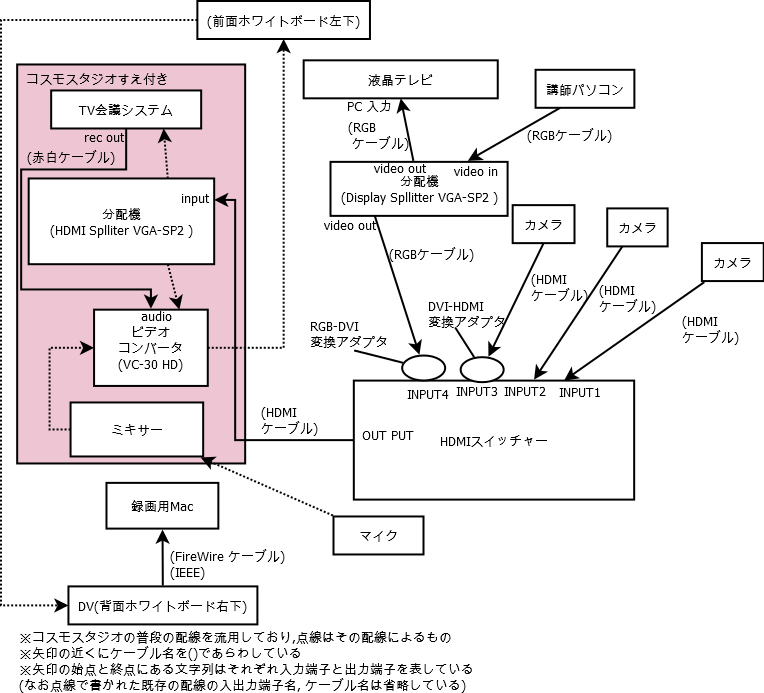 (前面ホワイトボード左下)
コスモスタジオすえ付き
TV会議システム
rec out
(赤白ケーブル)
分配機
(HDMI Splliter VGA-SP2 )
input
audio
ビデオ
コンバータ
(VC-30 HD)
ミキサー
液晶テレビ
PC 入力
(RGB
ケーブル)
講師パソコン
(RGBケーブル)
video out
video in
分配機
(Display Spllitter VGA-SP2 )
video out
(RGBケーブル)
カメラ
カメラ
カメラ
(HDMI
ケーブル)
(HDMI
ケーブル)
(HDMI
ケーブル)
RGB-DVI
変換アダプタ
DVI-HDMI
変換アダプタ
INPUT4
INPUT3
INPUT2
INPUT1
(HDMI
ケーブル)
OUT PUT
HDMIスイッチャー
録画用Mac
マイク
(FireWire ケーブル)
(IEEE)
DV(背面ホワイトボード右下)
※コスモスタジオの普段の配線を流用しており,点線はその配線によるもの
※矢印の近くにケーブル名を()であらわしている
※矢印の始点と終点にある文字列はそれぞれ入力端子と出力端子を表している
(なお点線で書かれた既存の配線の入出力端子名, ケーブル名は省略している)